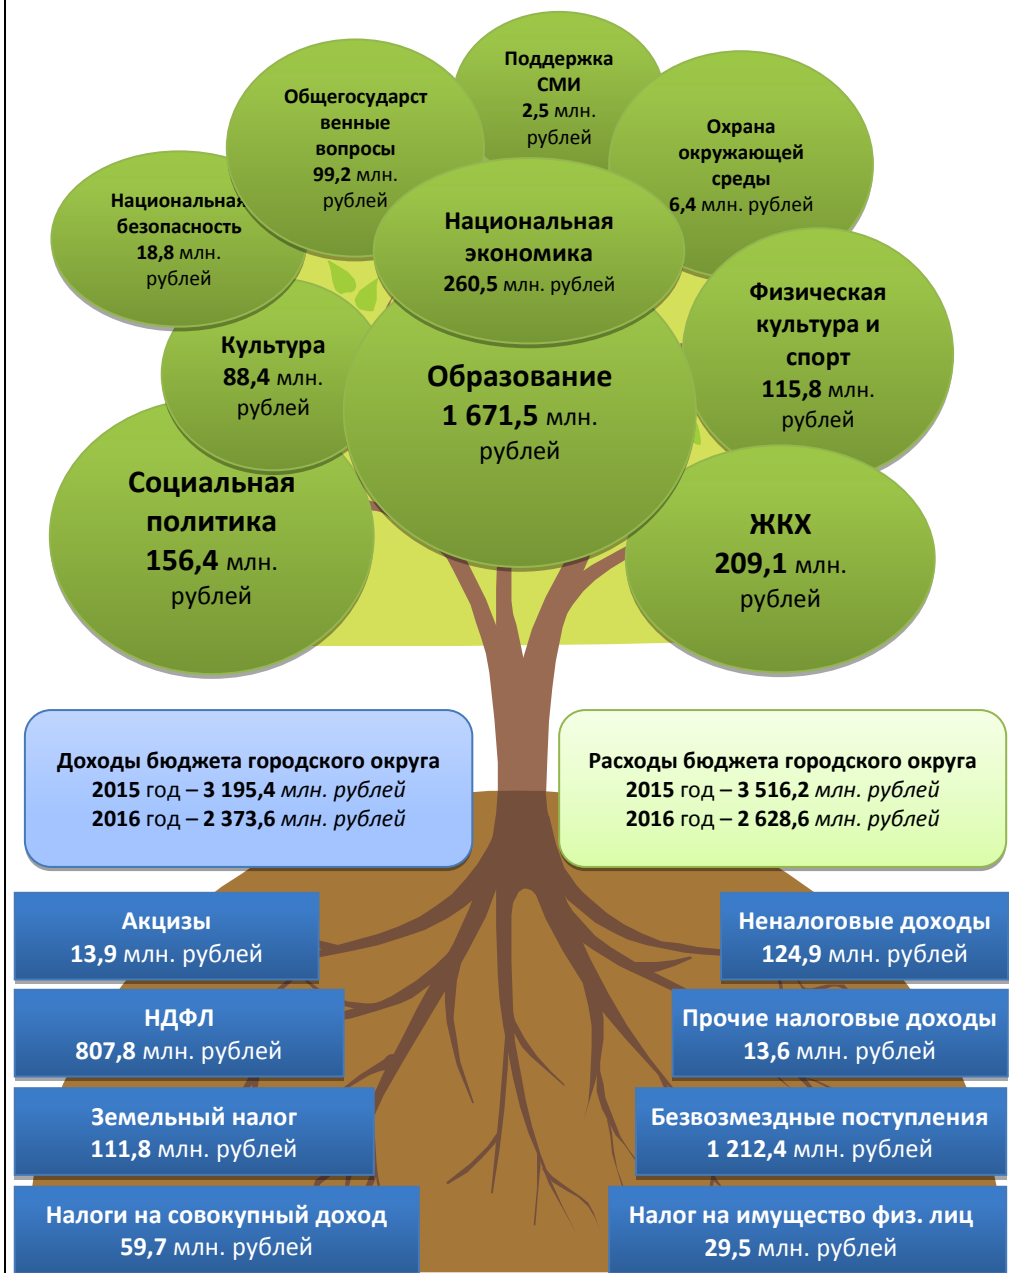 Поддержка
СМИ
2,5 млн.
рублей
Общегосударст
венные
вопросы
99,2 млн.
рублей
Охрана
окружающей
среды
6,4 млн. рублей
Национальная
безопасность
18,8 млн.
рублей
Национальная
экономика
260,5 млн. рублей
Физическая
культура и
спорт
115,8 млн.
рублей
Культура
88,4 млн.
рублей
Образование
1 671,5 млн.
рублей
Социальная
политика
156,4 млн.
рублей
ЖКХ
209,1 млн.
рублей
Доходы бюджета городского округа
2015 год – 3 195,4 млн. рублей
2016 год – 2 373,6 млн. рублей
Расходы бюджета городского округа
2015 год – 3 516,2 млн. рублей
2016 год – 2 628,6 млн. рублей
Акцизы
13,9 млн. рублей
Неналоговые доходы
124,9 млн. рублей
НДФЛ
807,8 млн. рублей
Прочие налоговые доходы
13,6 млн. рублей
Земельный налог
111,8 млн. рублей
Безвозмездные поступления
1 212,4 млн. рублей
Налоги на совокупный доход
59,7 млн. рублей
Налог на имущество физ. лиц
29,5 млн. рублей